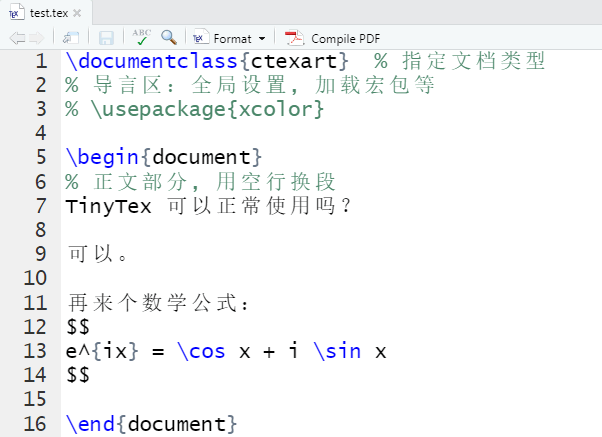 test.tex
ABC Format Compile PDF
1 \documentclass{ctexart} % 指定文档类型
2 % 导言区：全局设置，加载宏包等
3 % \usepackage{xcolor}
4
5 \begin{document}
6 % 正文部分，用空行换段
7 TinyTex 可以正常使用吗？
8
9 可以。
10
11 再来个数学公式：
12 $$
13 e^{ix} = \cos x + i \sin x
14 $$
15
16 \end{document}